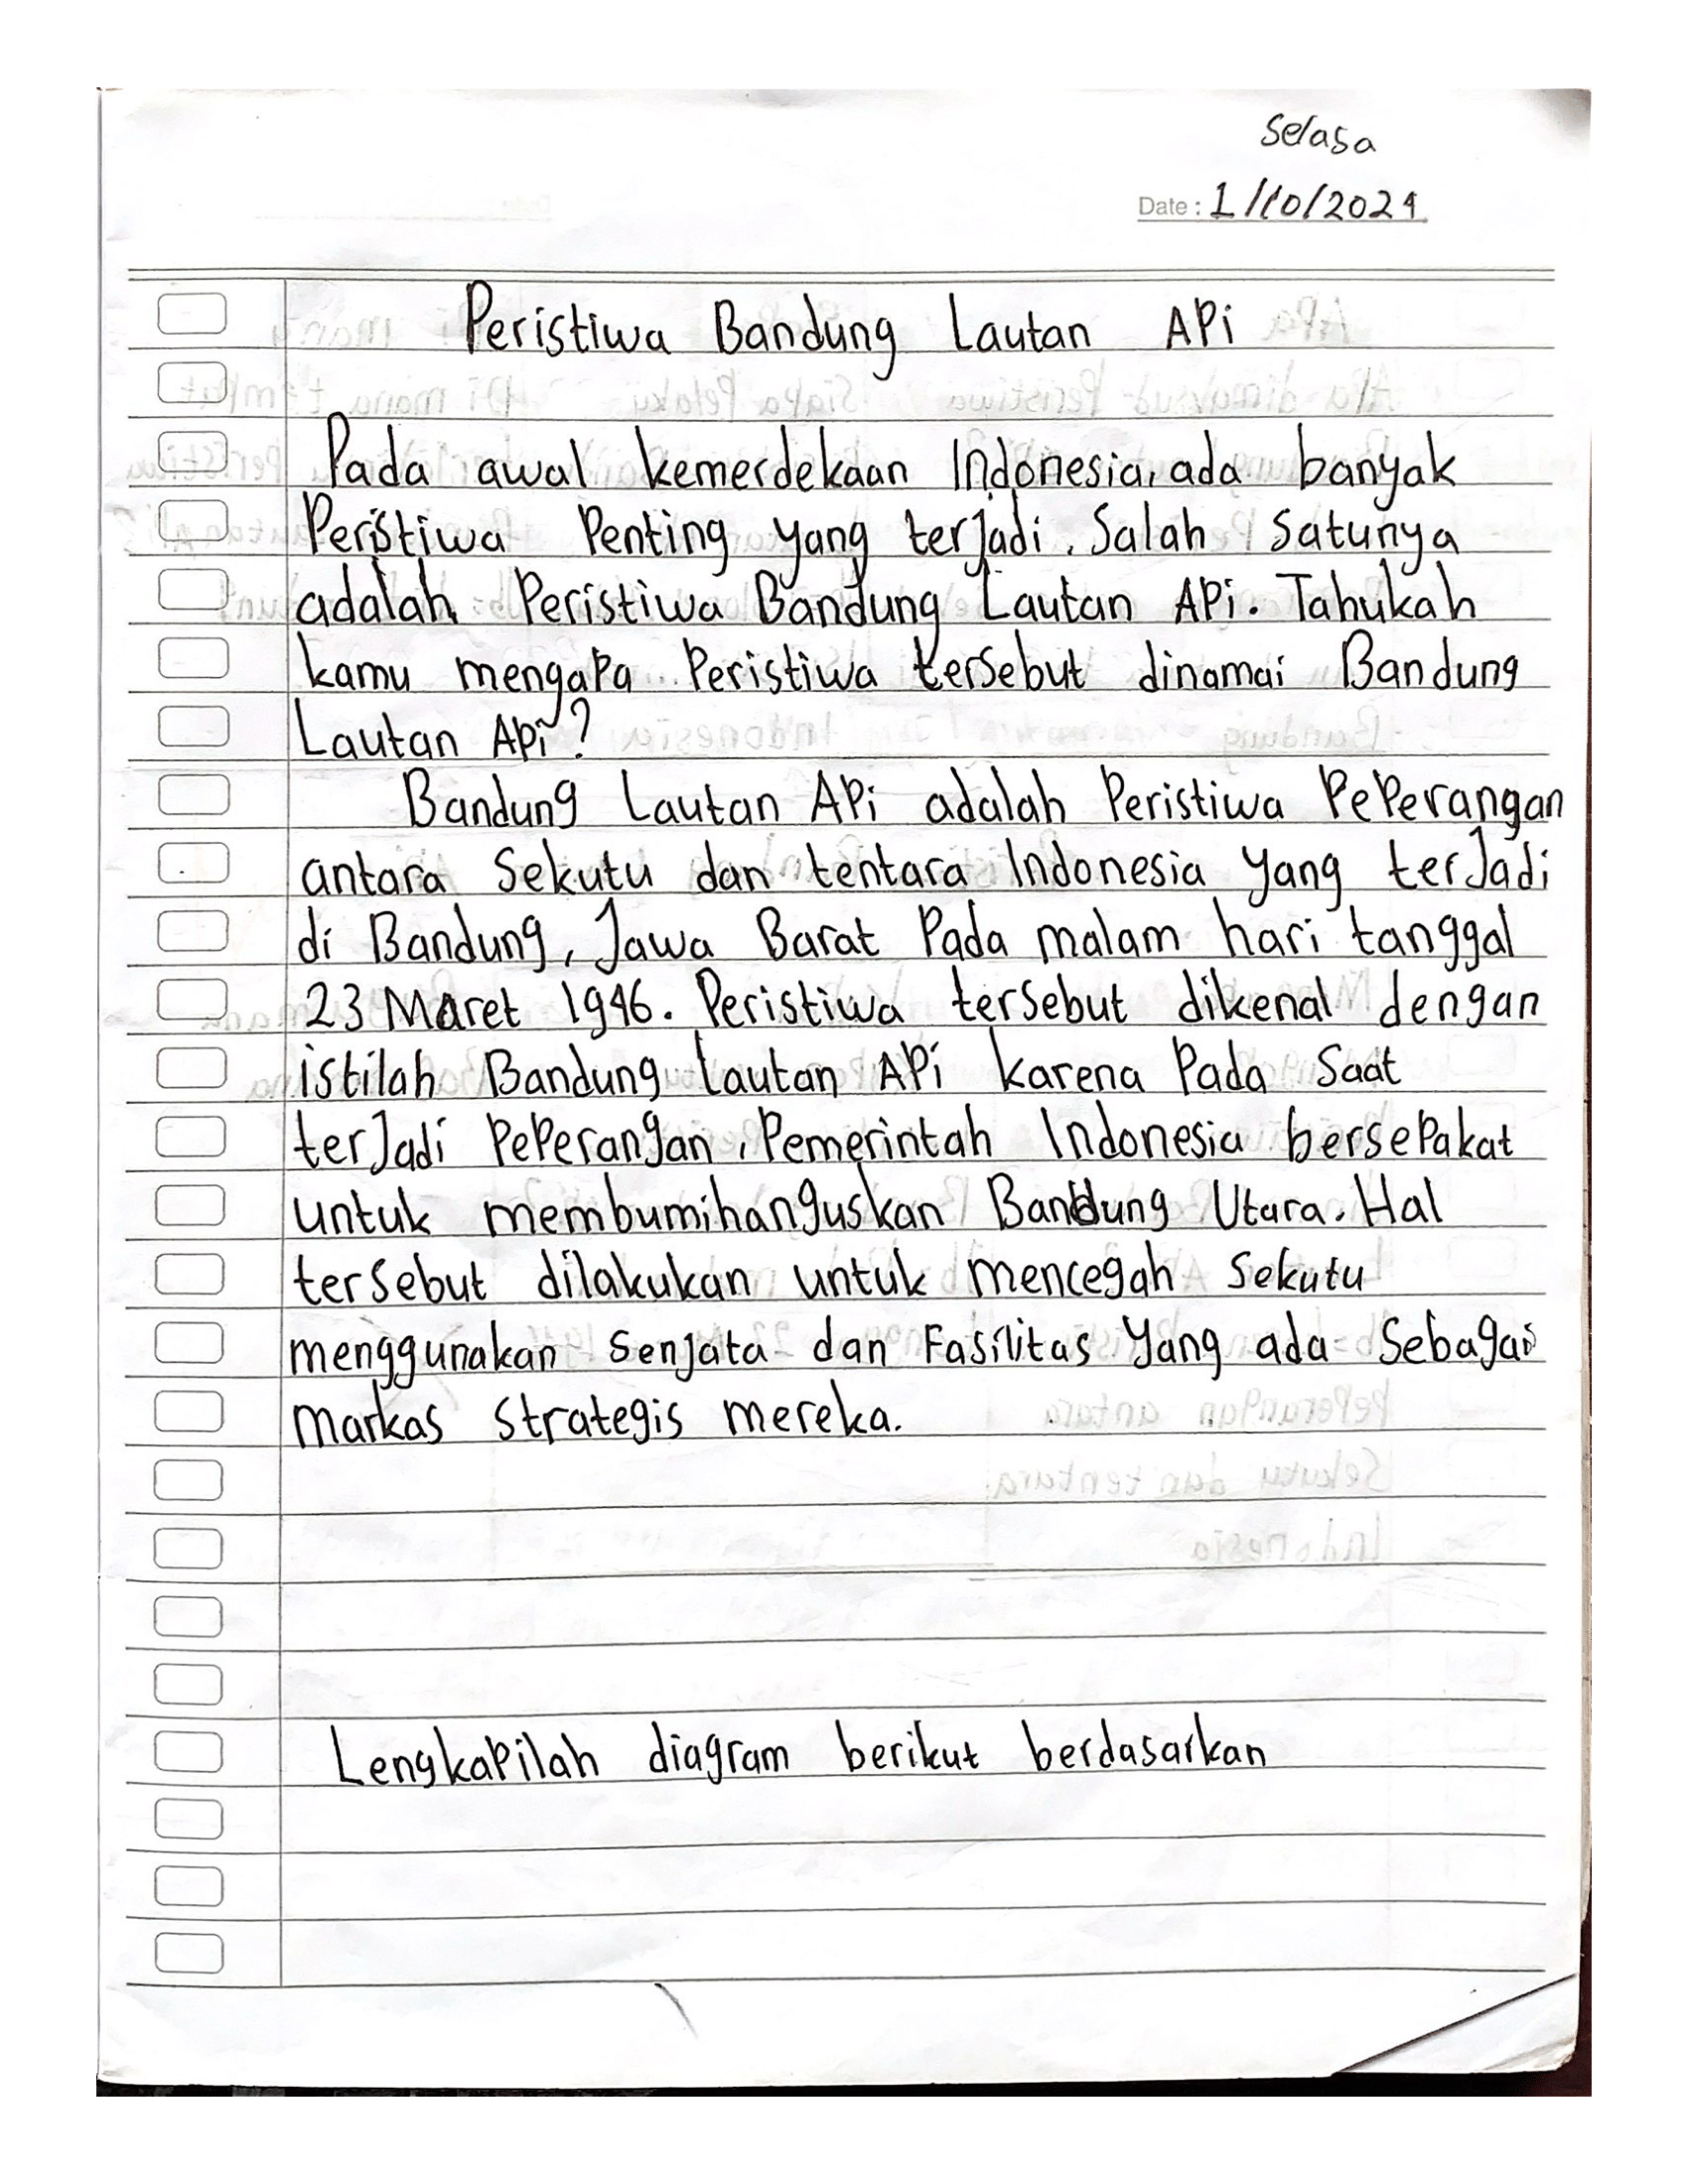 Selasa
Date : 1/10/2024
Peristiwa Bandung Lautan APi
Pada awal kemerdekaan Indonesia, ada banyak
Peristiwa Penting yang terJadi. Salah Satunya
adalah Peristiwa Bandung Lautan APi. Tahukah
kamu mengaPa Peristiwa tersebut dinamai Bandung
Lautan Api?
Bandung Lautan APi adalah Peristiwa PePerangan
antara Sekutu dan tentara Indonesia Yang terJadi
di Bandung, Jawa Barat Pada malam hari tanggal
23 Maret 1946. Peristiwa tersebut dikenal dengan
istilah Bandung Lautan APi karena Pada Saat
terJadi PePerangan, Pemerintah Indonesia bersePakat
untuk membumihanguskan Bandung Utara. Hal
tersebut dilakukan untuk mencegah Sekutu
menggunakan Senjata dan Fasilitas Yang ada Sebagai
markas Strategis mereka.
LengkaPilah diagram berikut berdasarkan